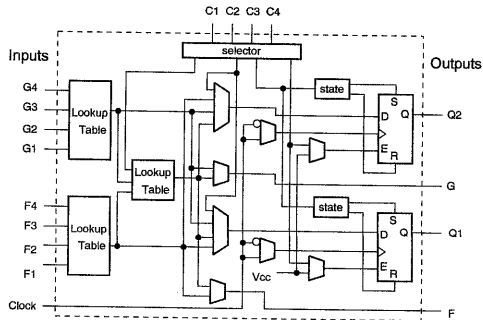 C1 C2 C3 C4
Inputs
selector
Outputs
G4
G3
G2
G1
Lookup
Table
state
S
D
Q
E
R
Q2
Lookup
Table
G
F4
F3
F2
F1
Lookup
Table
state
S
D
Q
E
R
Q1
Vcc
Clock
F